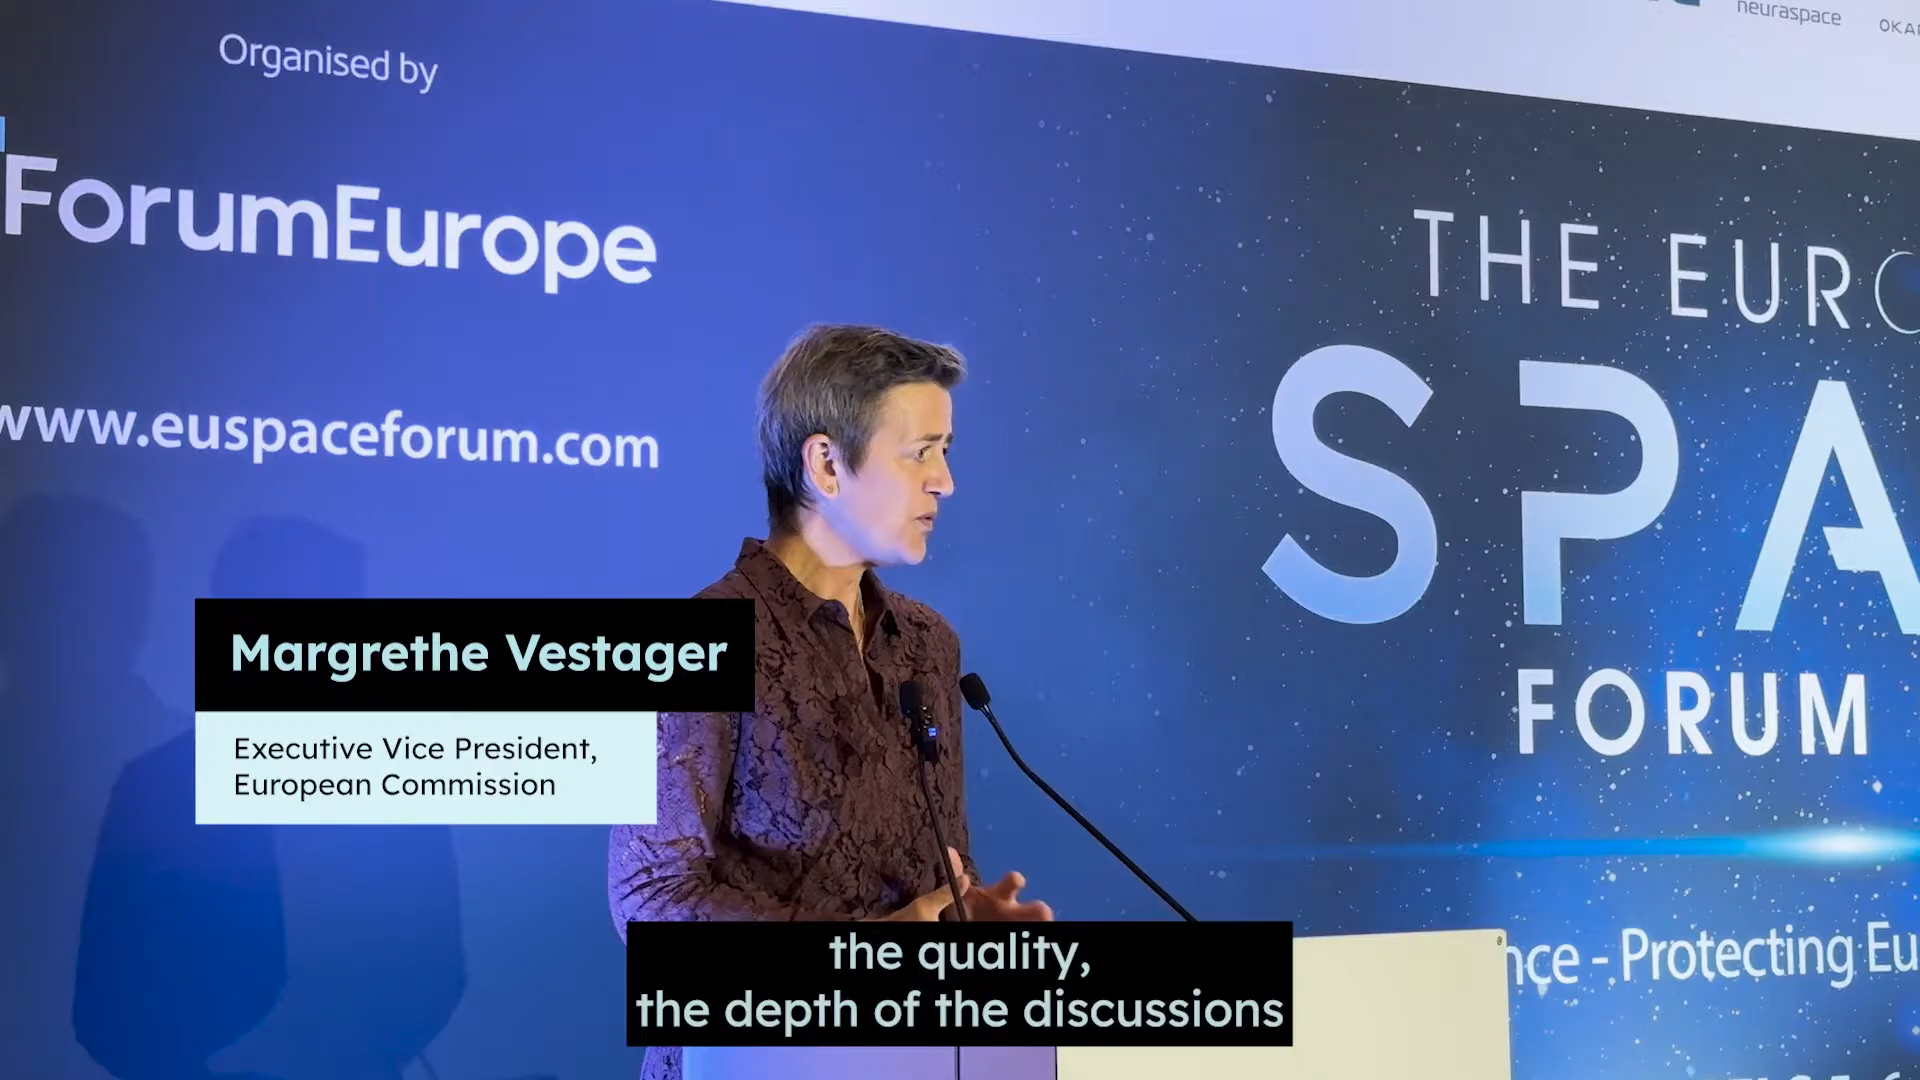 neuraspace
Organised by
ForumEurope
www.euspaceforum.com
THE EURO
SPA
FORUM
Margrethe Vestager
Executive Vice President,
European Commission
nce - Protecting Eu
the quality,
the depth of the discussions